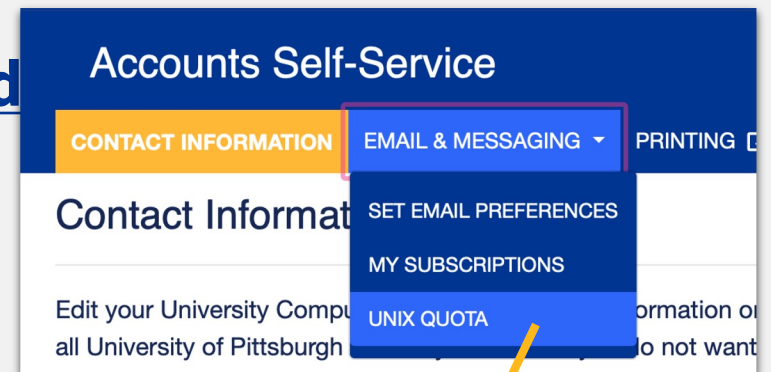 Accounts Self-Service
CONTACT INFORMATION EMAIL & MESSAGING PRINTING
Contact Informat
SET EMAIL PREFERENCES
MY SUBSCRIPTIONS
UNIX QUOTA
Edit your University Compu ormation o
all University of Pittsburgh lo not want
d